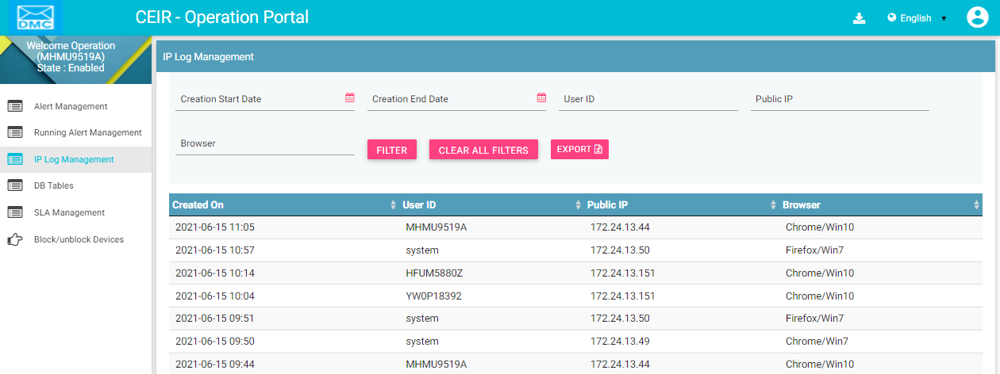 DMC
CEIR - Operation Portal
English
Welcome Operation
(MHMU9519A)
State : Enabled
Alert Management
Running Alert Management
IP Log Management
DB Tables
SLA Management
Block/unblock Devices
IP Log Management
Creation Start Date Creation End Date User ID Public IP
Browser FILTER CLEAR ALL FILTERS EXPORT
Created On User ID Public IP Browser
2021-06-15 11:05 MHMU9519A 172.24.13.44 Chrome/Win10
2021-06-15 10:57 system 172.24.13.50 Firefox/Win7
2021-06-15 10:14 HFUM5880Z 172.24.13.151 Chrome/Win10
2021-06-15 10:04 YW0P18392 172.24.13.151 Chrome/Win10
2021-06-15 09:51 system 172.24.13.50 Firefox/Win7
2021-06-15 09:50 system 172.24.13.49 Chrome/Win7
2021-06-15 09:44 MHMU9519A 172.24.13.44 Chrome/Win10